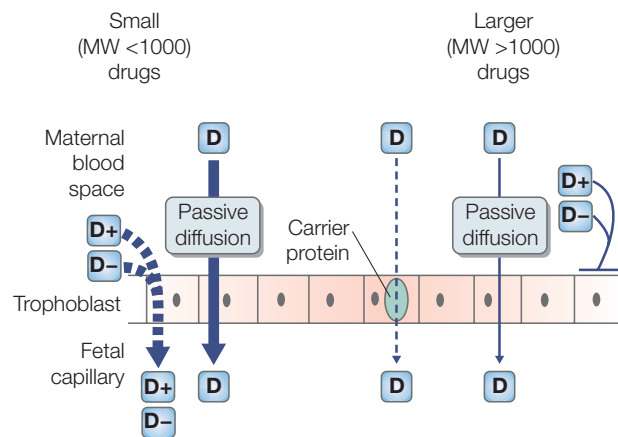 Small
(MW <1000)
drugs
Larger
(MW >1000)
drugs
Maternal
blood
space
D
D
D
D+
D–
D+
D–
Passive
diffusion
Carrier
protein
Passive
diffusion
Trophoblast
Fetal
capillary
D+
D–
D
D
D